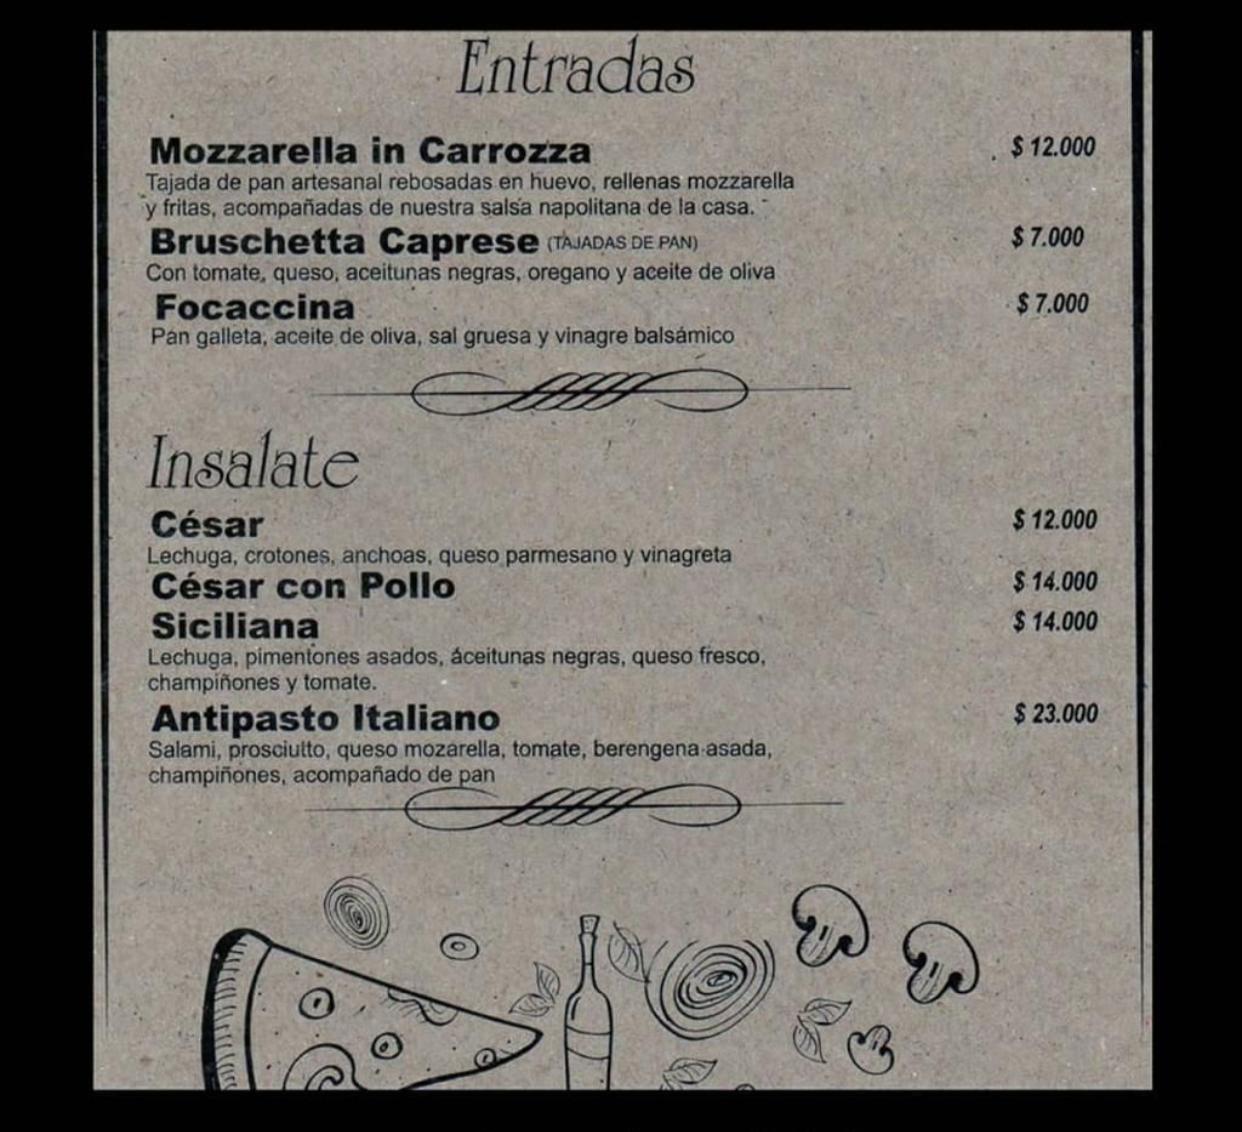 Entradas
Mozzarella in Carrozza $ 12.000
Tajada de pan artesanal rebosadas en huevo, rellenas mozzarella
y fritas, acompañadas de nuestra salsa napolitana de la casa.
Bruschetta Caprese (TAJADAS DE PAN) $ 7.000
Con tomate, queso, aceitunas negras, oregano y aceite de oliva
Focaccina $ 7.000
Pan galleta, aceite de oliva, sal gruesa y vinagre balsámico
Insalate
César $ 12.000
Lechuga, crotones, anchoas, queso parmesano y vinagreta
César con Pollo $ 14.000
Siciliana $ 14.000
Lechuga, pimentones asados, áceitunas negras, queso fresco,
champiñones y tomate.
Antipasto Italiano $ 23.000
Salami, prosciutto, queso mozarella, tomate, berengena asada,
champiñones, acompañado de pan